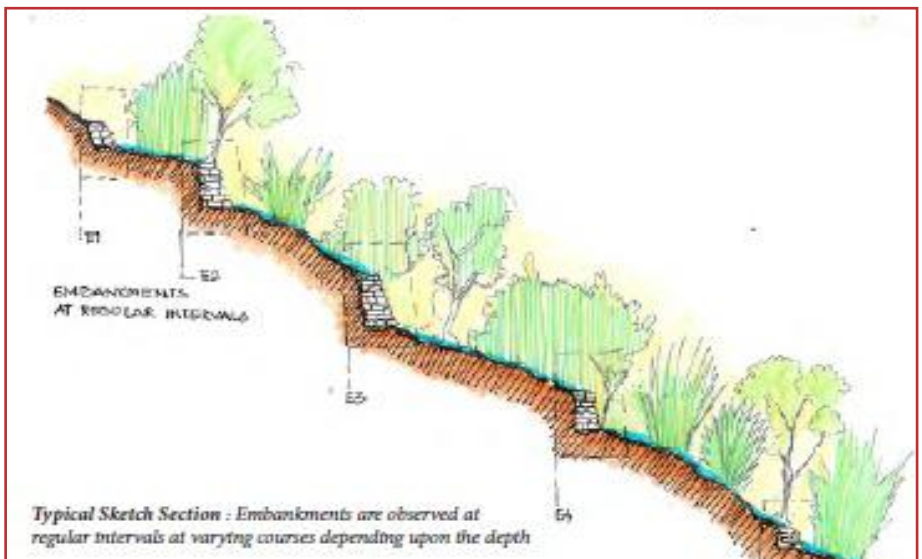 E1
E2
EMBANCMENTS
AT REGULAR INTERVALS
E3
E4
Typical Sketch Section : Embankments are observed at
regular intervals at varying courses depending upon the depth